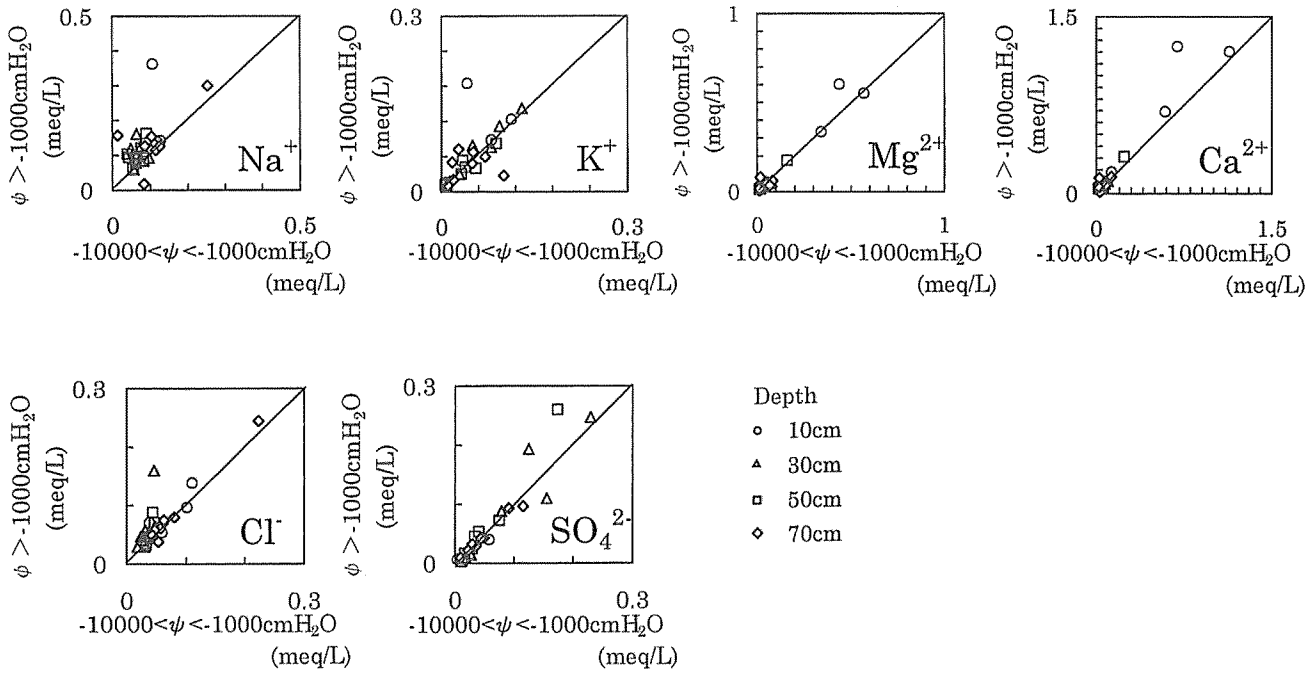 0.5
φ > -1000cmH₂O
(meq/L)
Na⁺
0
0
0.5
-10000<ψ<-1000cmH₂O
(meq/L)
0.3
φ > -1000cmH₂O
(meq/L)
K⁺
0
0
0.3
-10000<ψ<-1000cmH₂O
(meq/L)
1
φ > -1000cmH₂O
(meq/L)
Mg²⁺
0
0
1
-10000<ψ<-1000cmH₂O
(meq/L)
1.5
φ > -1000cmH₂O
(meq/L)
Ca²⁺
0
0
1.5
-10000<ψ<-1000cmH₂O
(meq/L)
0.3
φ > -1000cmH₂O
(meq/L)
Cl⁻
0
0
0.3
-10000<ψ<-1000cmH₂O
(meq/L)
0.3
φ > -1000cmH₂O
(meq/L)
SO₄²⁻
0
0
0.3
-10000<ψ<-1000cmH₂O
(meq/L)
Depth
10cm
30cm
50cm
70cm